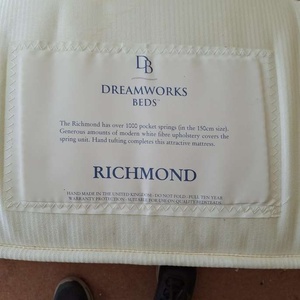 DB
DREAMWORKS
BEDS
The Richmond has over 1000 pocket springs (in the 150cm size).
Generous amounts of modern white fibre upholstery covers the
spring unit. Hand tufting completes this attractive mattress.
RICHMOND
HAND MADE IN THE UNITED KINGDOM • DO NOT FOLD • FULL TEN YEAR
WARRANTY PROTECTION •